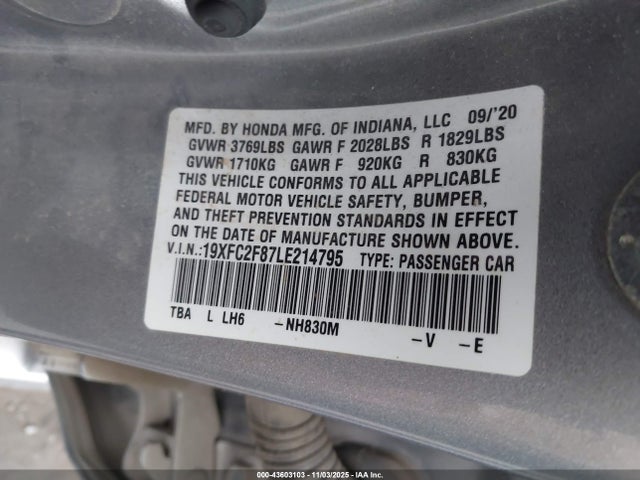 MFD. BY HONDA MFG. OF INDIANA, LLC 09/'20
GVWR 3769LBS GAWR F 2028LBS R 1829LBS
GVWR 1710KG GAWR F 920KG R 830KG
THIS VEHICLE CONFORMS TO ALL APPLICABLE
FEDERAL MOTOR VEHICLE SAFETY, BUMPER,
AND THEFT PREVENTION STANDARDS IN EFFECT
ON THE DATE OF MANUFACTURE SHOWN ABOVE.
V.I.N.:19XFC2F87LE214795 TYPE: PASSENGER CAR
TBA L LH6 -NH830M -V -E
000-43603103 - 11/03/2025 - IAA Inc.